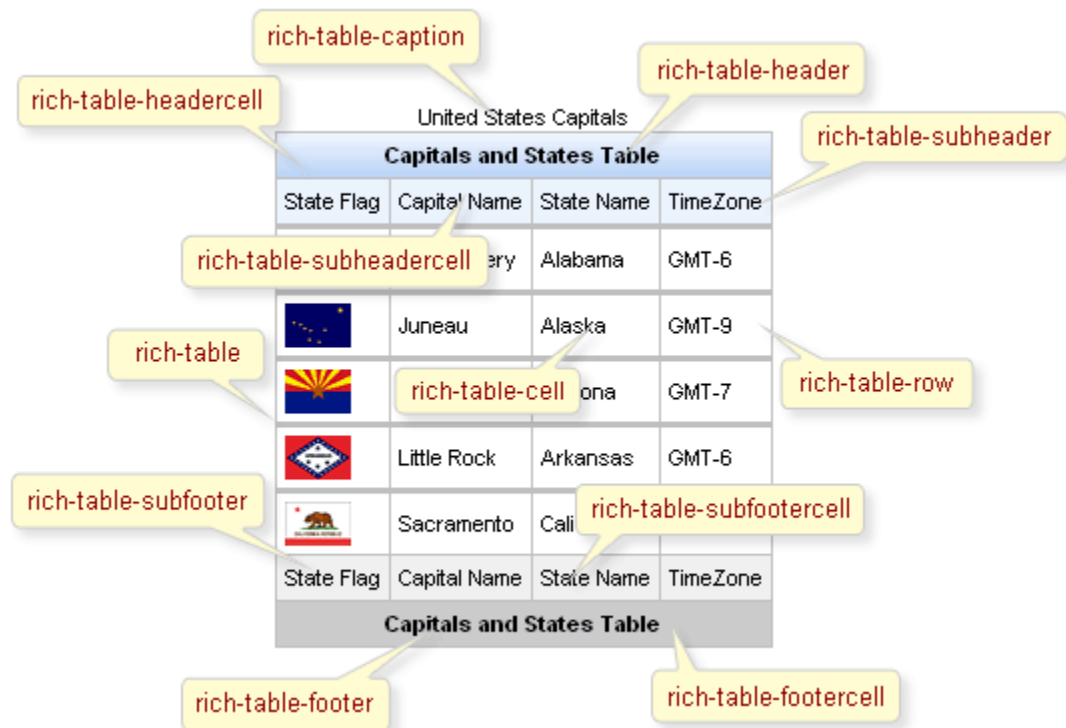 rich-table-caption
rich-table-header
rich-table-headercell
United States Capitals
rich-table-subheader
Capitals and States Table
State Flag Capital Name State Name TimeZone
rich-table-subheadercell
ery Alabama GMT-6
Juneau Alaska GMT-9
rich-table
rich-table-cell
rich-table-row
ona GMT-7
Little Rock Arkansas GMT-6
rich-table-subfooter
rich-table-subfootercell
Sacramento Cali
State Flag Capital Name State Name TimeZone
Capitals and States Table
rich-table-footer
rich-table-footercell